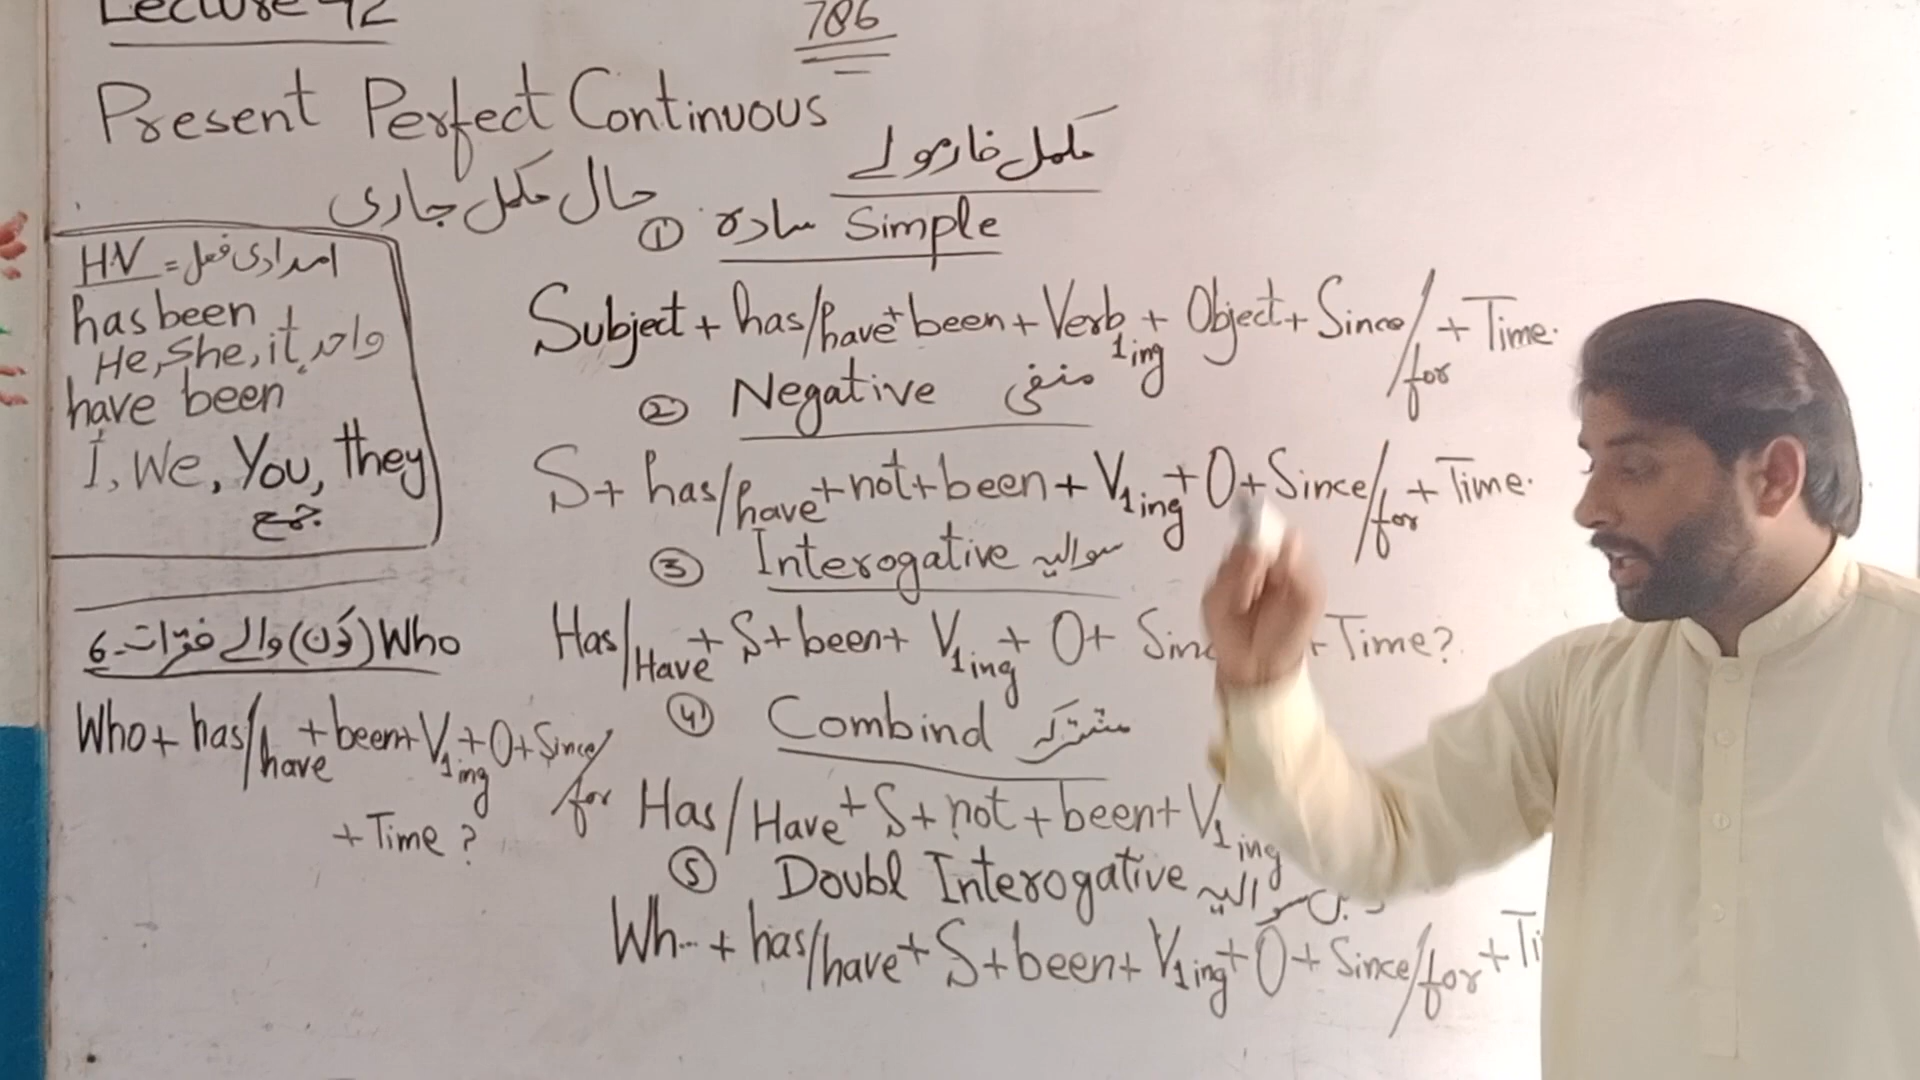 Lecture 42
786
Present Perfect Continuous
حال مکمل جاری
مکمل فارمولے
① سادہ Simple
Subject + has/have + been + Verb1ing + Object + Since/for + Time.
② Negative منفی
S + has/have + not + been + V1ing + O + Since/for + Time.
③ Interogative سوالیہ
Has/Have + S + been + V1ing + O + + Time?
④ Combind مشترکہ
Has/Have + S + not + been + V1ing
⑤ Doubl Interogative سوالیہ
Wh... + has/have + S + been + V1ing + O + Since/for +
HV = امدادی فعل
has been
He, She, it, واحد
have been
I, We, You, they
جمع
6۔ Who (کون) والے فقرات
Who + has/have + been + V1ing + O + Since/for
+ Time?